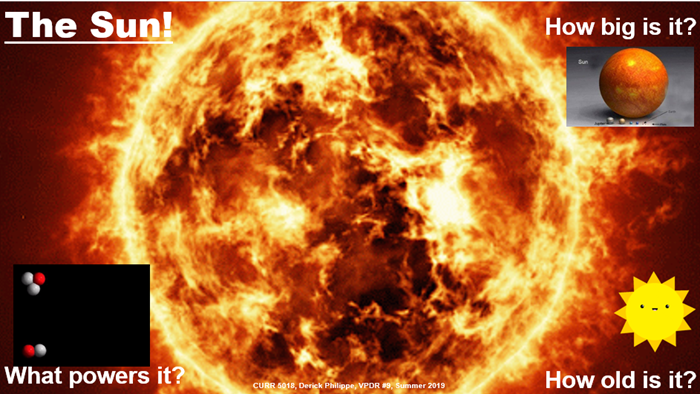 The Sun!
How big is it?
Sun
What powers it?
CURR 5018, Derick Philippe, VPDR #9, Summer 2019
How old is it?